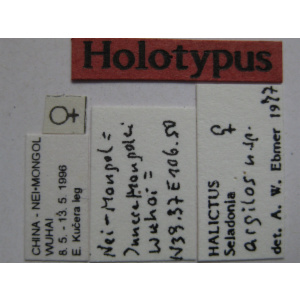 Holotypus
♀
CHINA - NEI-MONGOL
WUHAI
8. 5. - 13. 5. 1996
E. Kučera leg
Nei-Mongol =
Innere Mongolei
Wuhai =
N39.37 E106.50
HALICTUS
Seladonia ♀
argilos n.sp.
det. A. W. Ebmer 1997